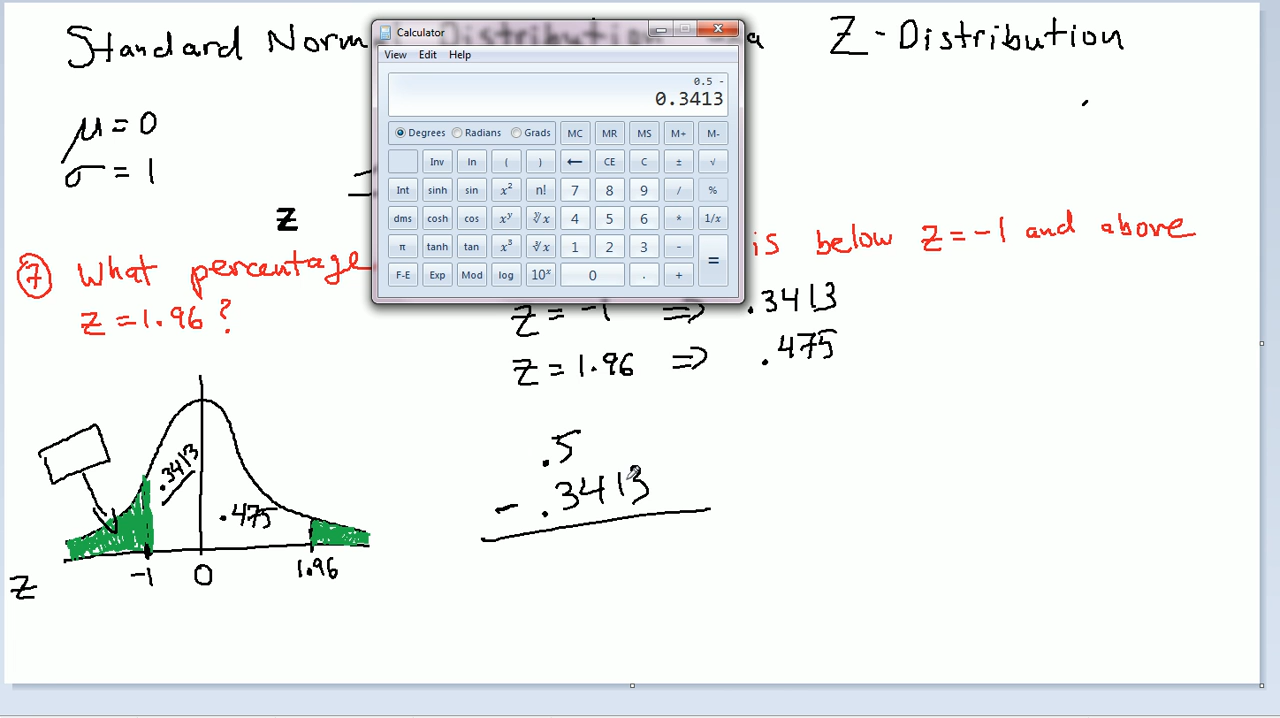 Standard Norm Distribution a Z-Distribution
Calculator
View Edit Help
0.5 -
0.3413
Degrees Radians Grads MC MR MS M+ M-
Inv ln ( ) ← CE C ± √
Int sinh sin x² n! 7 8 9 / %
dms cosh cos xʸ ʸ√x 4 5 6 * 1/x
π tanh tan x³ ³√x 1 2 3 - =
F-E Exp Mod log 10ˣ 0 . +
μ = 0
σ = 1
z
⑦ What percentage is below z = -1 and above
z = 1.96 ?
z = -1 => .3413
z = 1.96 => .475
.5
- .3413
.3413
.475
-1 0 1.96
Z